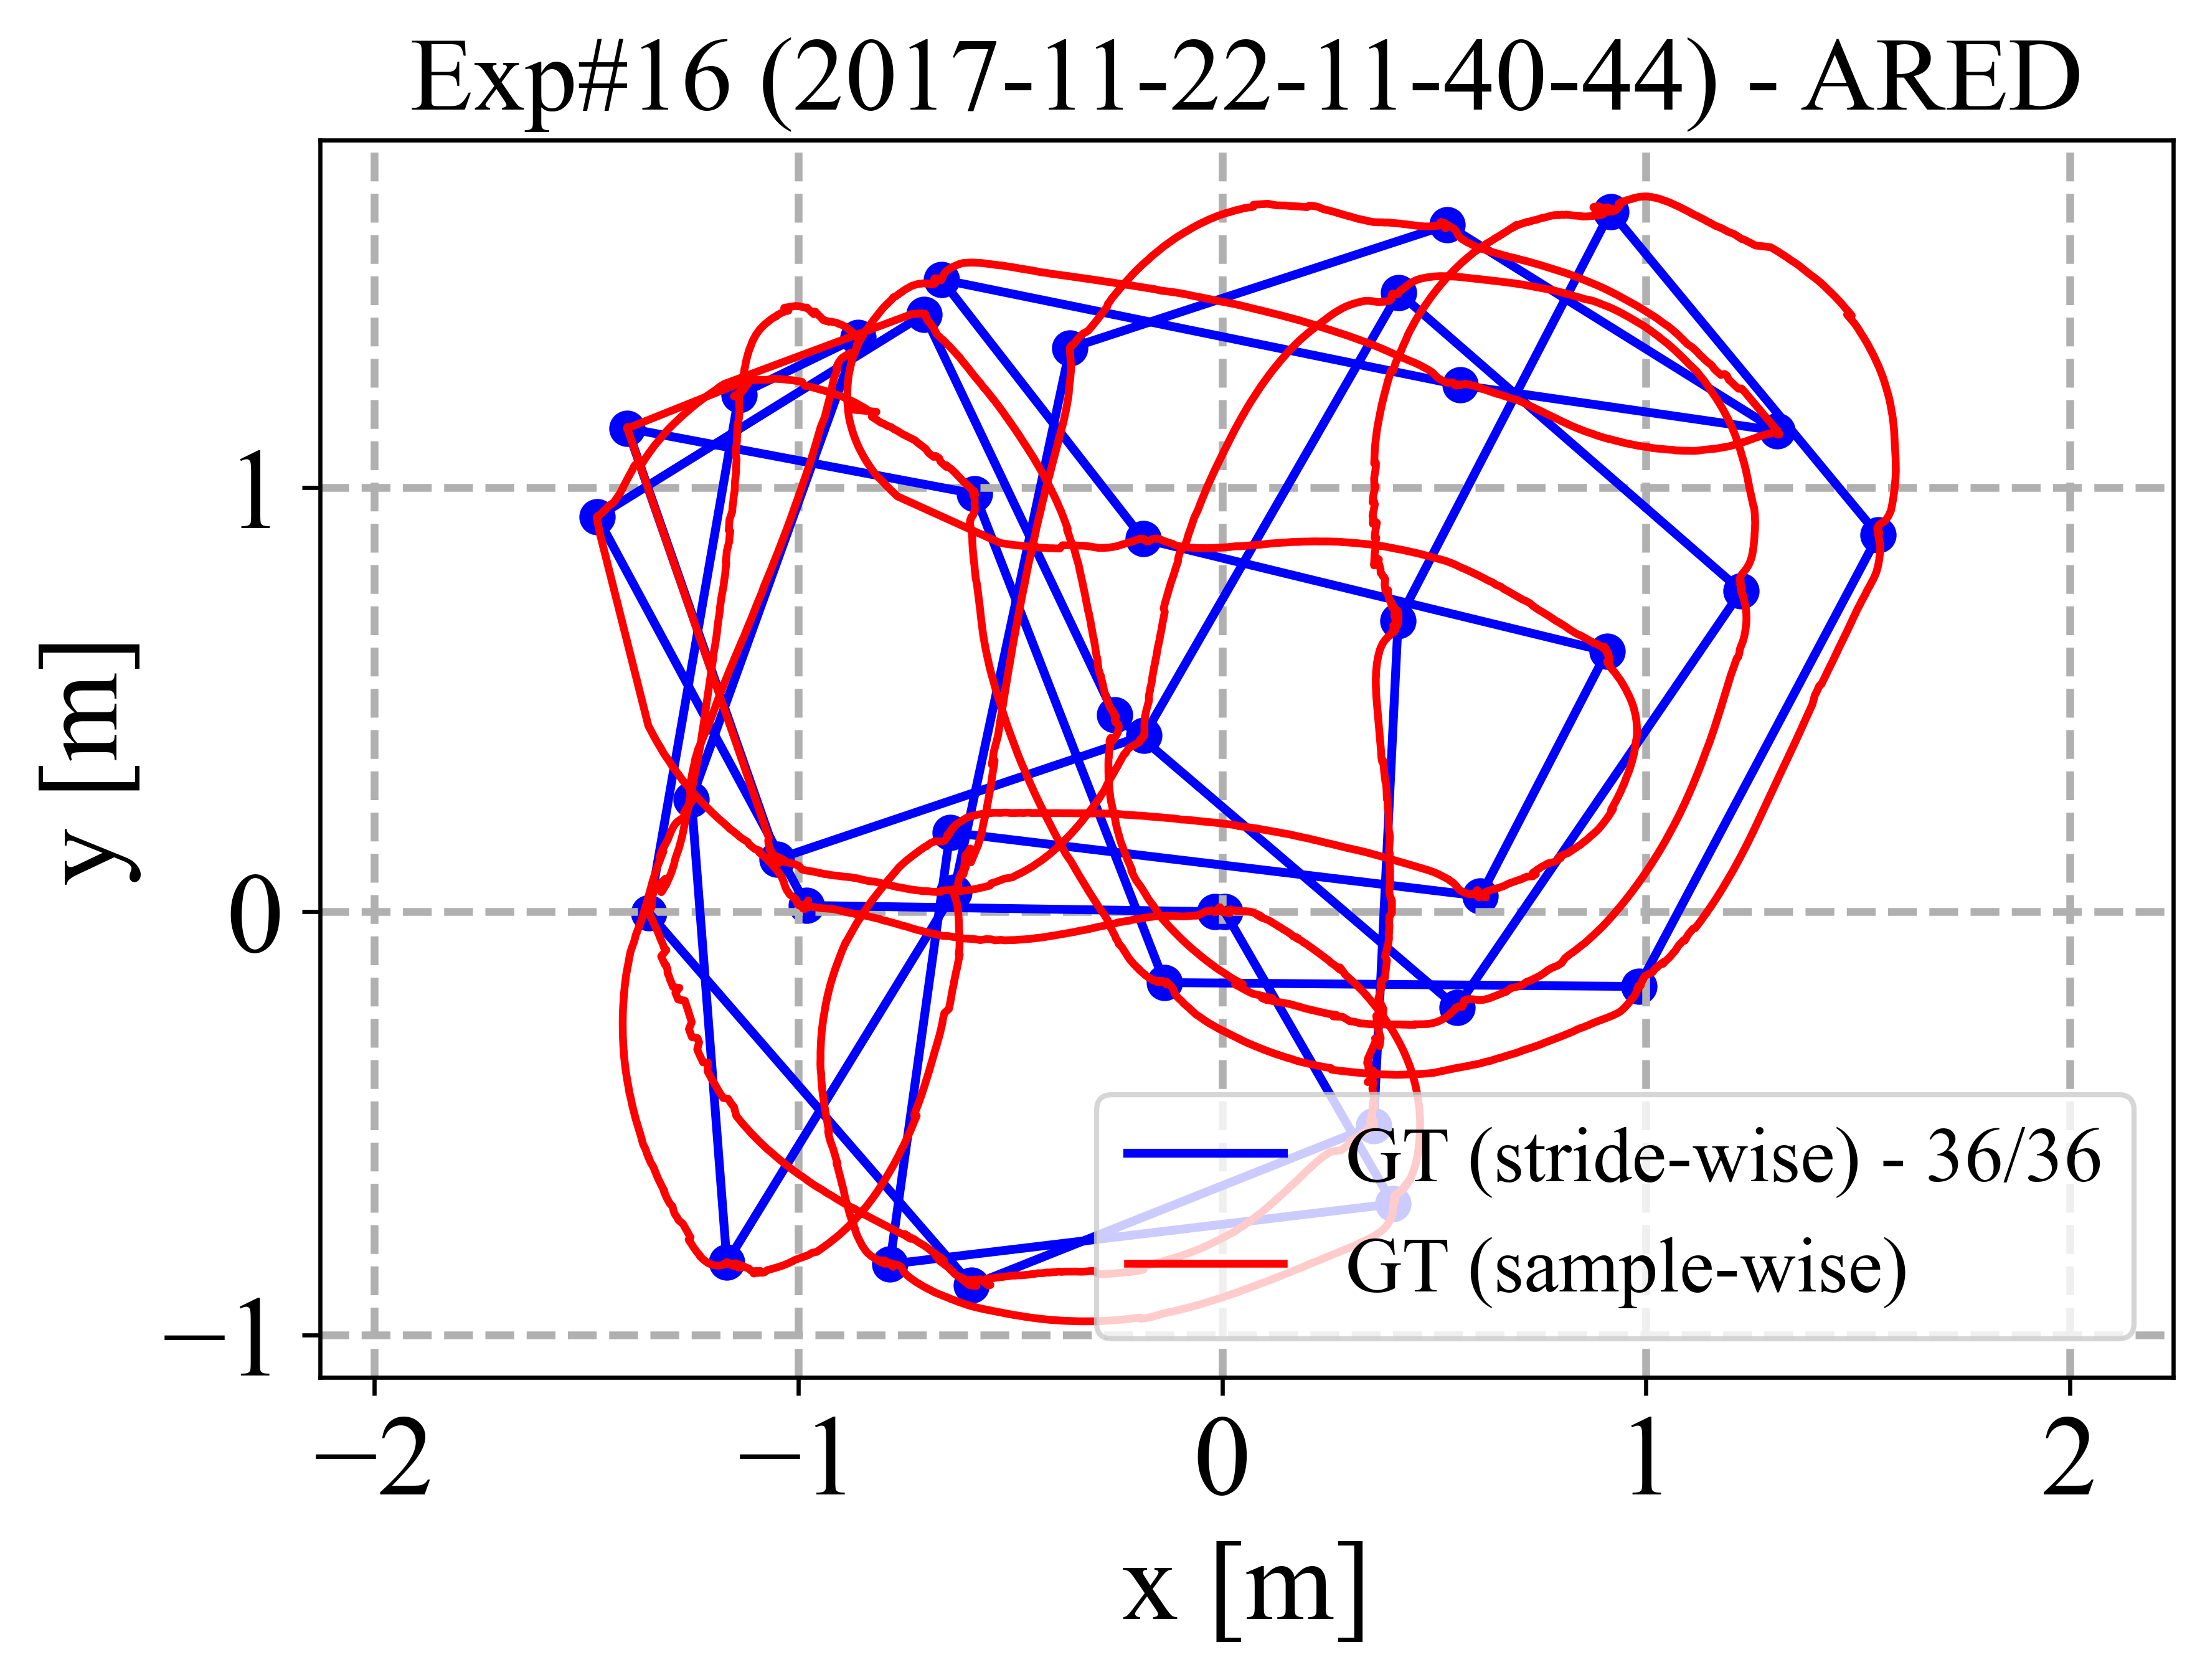 Exp#16 (2017-11-22-11-40-44) - ARED
y [m]
1
0
−1
GT (stride-wise) - 36/36
GT (sample-wise)
−2 −1 0 1 2
x [m]